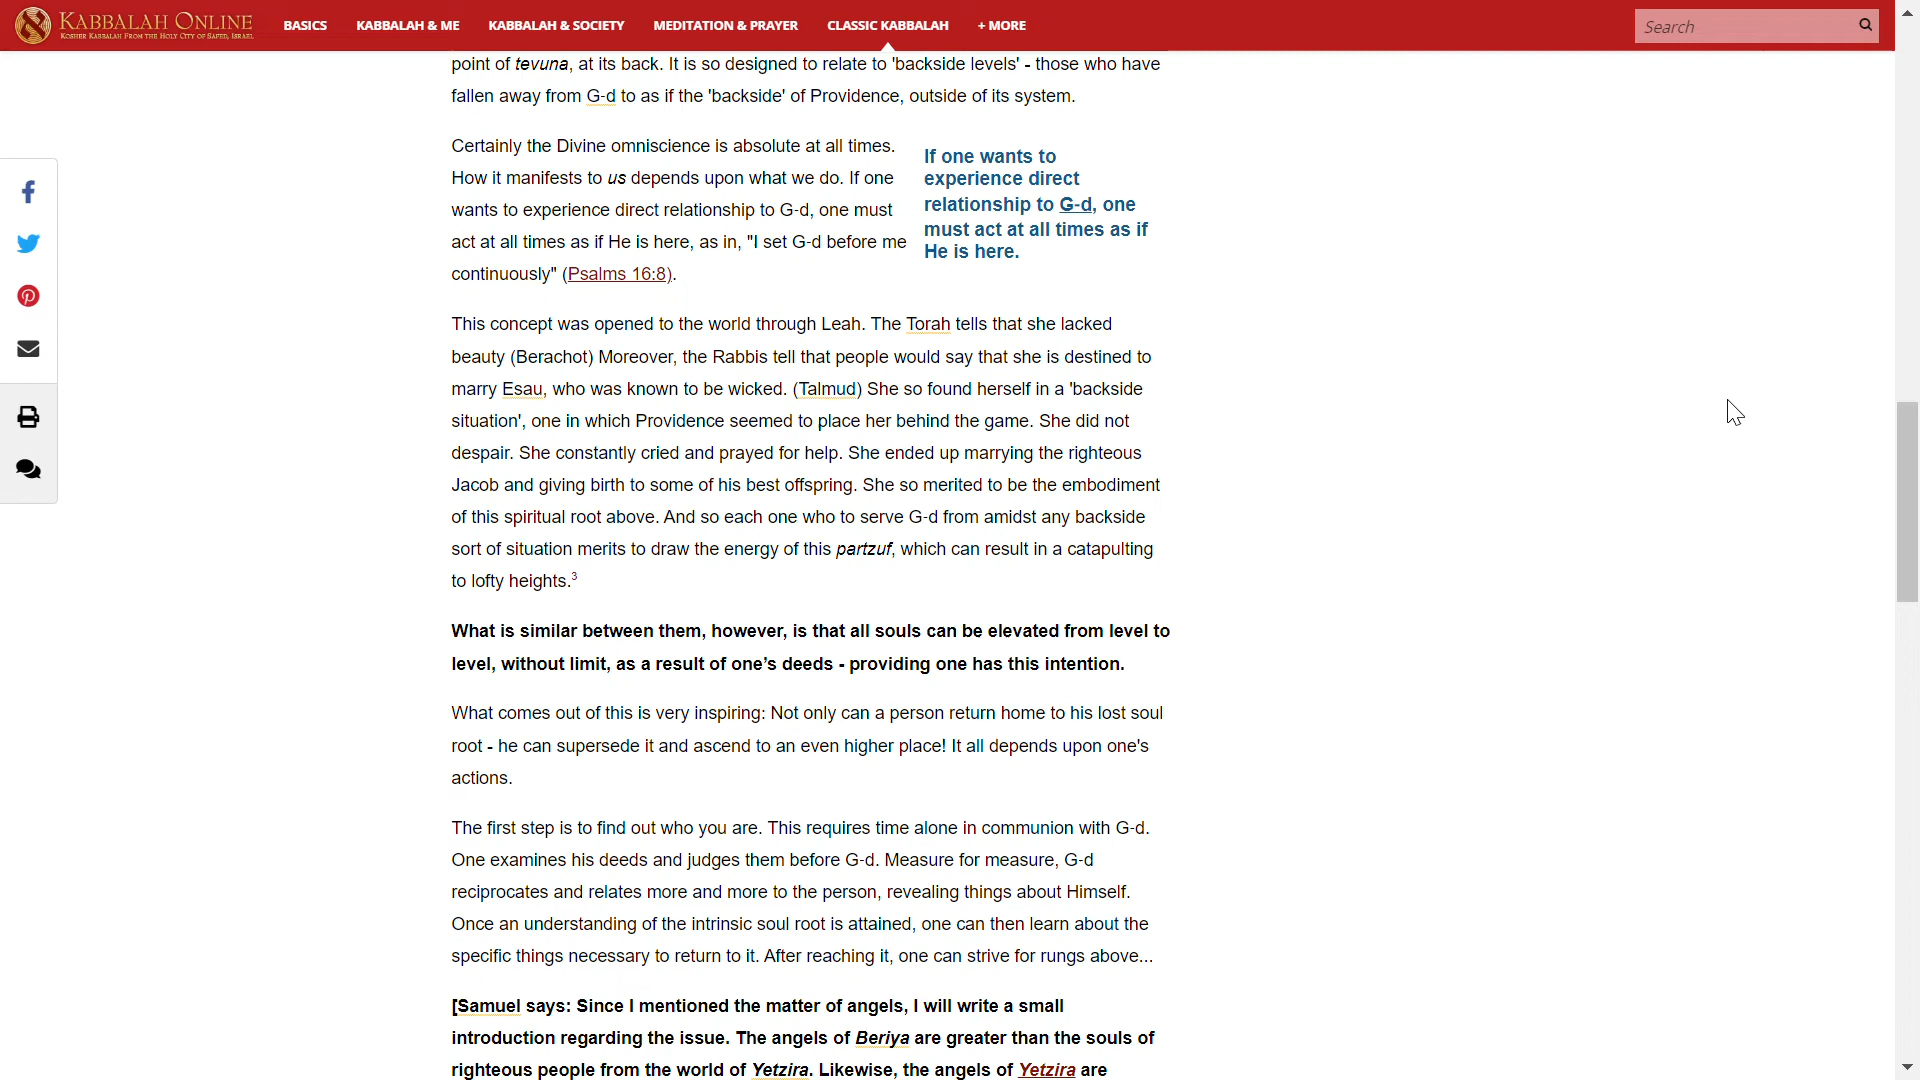 KABBALAH ONLINE
KOSHER KABBALAH FROM THE HOLY CITY OF SAFED, ISRAEL
BASICS KABBALAH & ME KABBALAH & SOCIETY MEDITATION & PRAYER CLASSIC KABBALAH + MORE
Search
point of tevuna, at its back. It is so designed to relate to 'backside levels' - those who have
fallen away from G-d to as if the 'backside' of Providence, outside of its system.
Certainly the Divine omniscience is absolute at all times.
How it manifests to us depends upon what we do. If one
wants to experience direct relationship to G-d, one must
act at all times as if He is here, as in, "I set G-d before me
continuously" (Psalms 16:8).
If one wants to
experience direct
relationship to G-d, one
must act at all times as if
He is here.
This concept was opened to the world through Leah. The Torah tells that she lacked
beauty (Berachot) Moreover, the Rabbis tell that people would say that she is destined to
marry Esau, who was known to be wicked. (Talmud) She so found herself in a 'backside
situation', one in which Providence seemed to place her behind the game. She did not
despair. She constantly cried and prayed for help. She ended up marrying the righteous
Jacob and giving birth to some of his best offspring. She so merited to be the embodiment
of this spiritual root above. And so each one who to serve G-d from amidst any backside
sort of situation merits to draw the energy of this partzuf, which can result in a catapulting
to lofty heights.3
What is similar between them, however, is that all souls can be elevated from level to
level, without limit, as a result of one’s deeds - providing one has this intention.
What comes out of this is very inspiring: Not only can a person return home to his lost soul
root - he can supersede it and ascend to an even higher place! It all depends upon one's
actions.
The first step is to find out who you are. This requires time alone in communion with G-d.
One examines his deeds and judges them before G-d. Measure for measure, G-d
reciprocates and relates more and more to the person, revealing things about Himself.
Once an understanding of the intrinsic soul root is attained, one can then learn about the
specific things necessary to return to it. After reaching it, one can strive for rungs above...
[Samuel says: Since I mentioned the matter of angels, I will write a small
introduction regarding the issue. The angels of Beriya are greater than the souls of
righteous people from the world of Yetzira. Likewise, the angels of Yetzira are